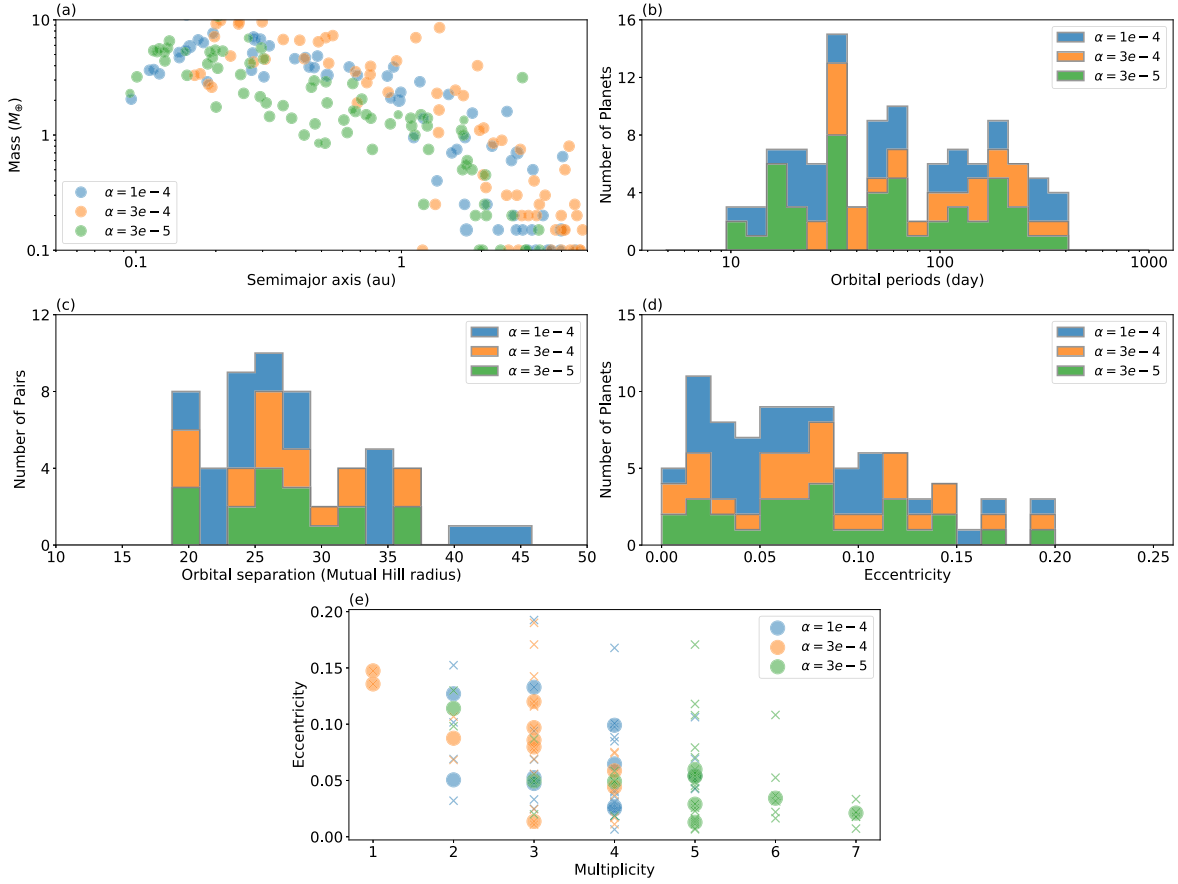 (a)
10
1
0.1
Mass (M⊕)
α = 1e−4
α = 3e−4
α = 3e−5
0.1
1
Semimajor axis (au)
(b)
16
12
8
4
0
Number of Planets
α = 1e−4
α = 3e−4
α = 3e−5
10
100
1000
Orbital periods (day)
(c)
12
8
4
0
Number of Pairs
α = 1e−4
α = 3e−4
α = 3e−5
10 15 20 25 30 35 40 45 50
Orbital separation (Mutual Hill radius)
(d)
15
10
5
0
Number of Planets
α = 1e−4
α = 3e−4
α = 3e−5
0.00 0.05 0.10 0.15 0.20 0.25
Eccentricity
(e)
0.20
0.15
0.10
0.05
0.00
Eccentricity
α = 1e−4
α = 3e−4
α = 3e−5
1 2 3 4 5 6 7
Multiplicity